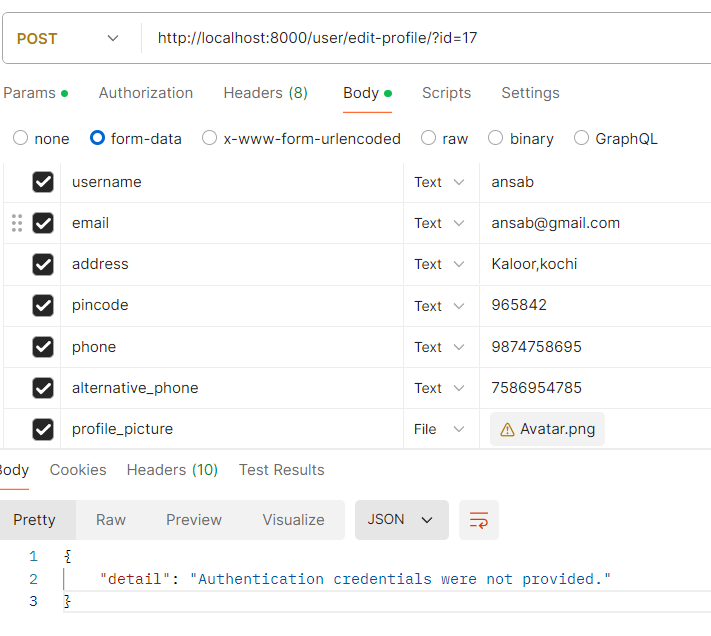 POST http://localhost:8000/user/edit-profile/?id=17
Params Authorization Headers (8) Body Scripts Settings
none form-data x-www-form-urlencoded raw binary GraphQL
username Text ansab
email Text ansab@gmail.com
address Text Kaloor,kochi
pincode Text 965842
phone Text 9874758695
alternative_phone Text 7586954785
profile_picture File Avatar.png
Body Cookies Headers (10) Test Results
Pretty Raw Preview Visualize JSON
1 {
2 "detail": "Authentication credentials were not provided."
3 }